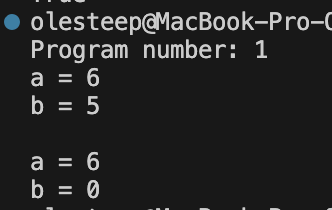 olesteep@MacBook-Pro-
Program number: 1
a = 6
b = 5
a = 6
b = 0